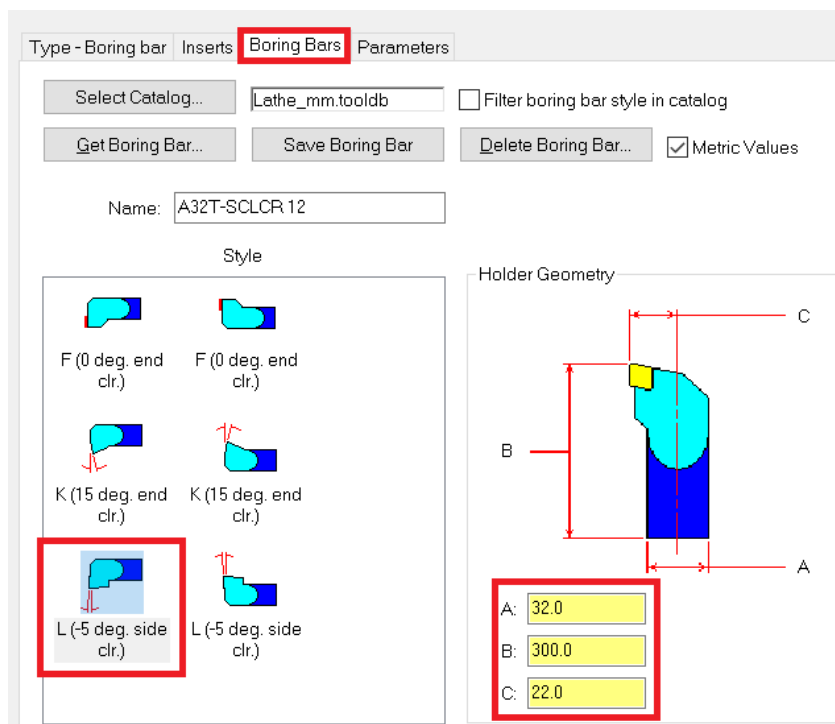 Type - Boring bar Inserts Boring Bars Parameters
Select Catalog... Lathe_mm.tooldb Filter boring bar style in catalog
Get Boring Bar... Save Boring Bar Delete Boring Bar... Metric Values
Name: A32T-SCLCR 12
Style
Holder Geometry
F (0 deg. end
clr.)
F (0 deg. end
clr.)
K (15 deg. end
clr.)
K (15 deg. end
clr.)
L (-5 deg. side
clr.)
L (-5 deg. side
clr.)
C
B
A
A: 32.0
B: 300.0
C: 22.0